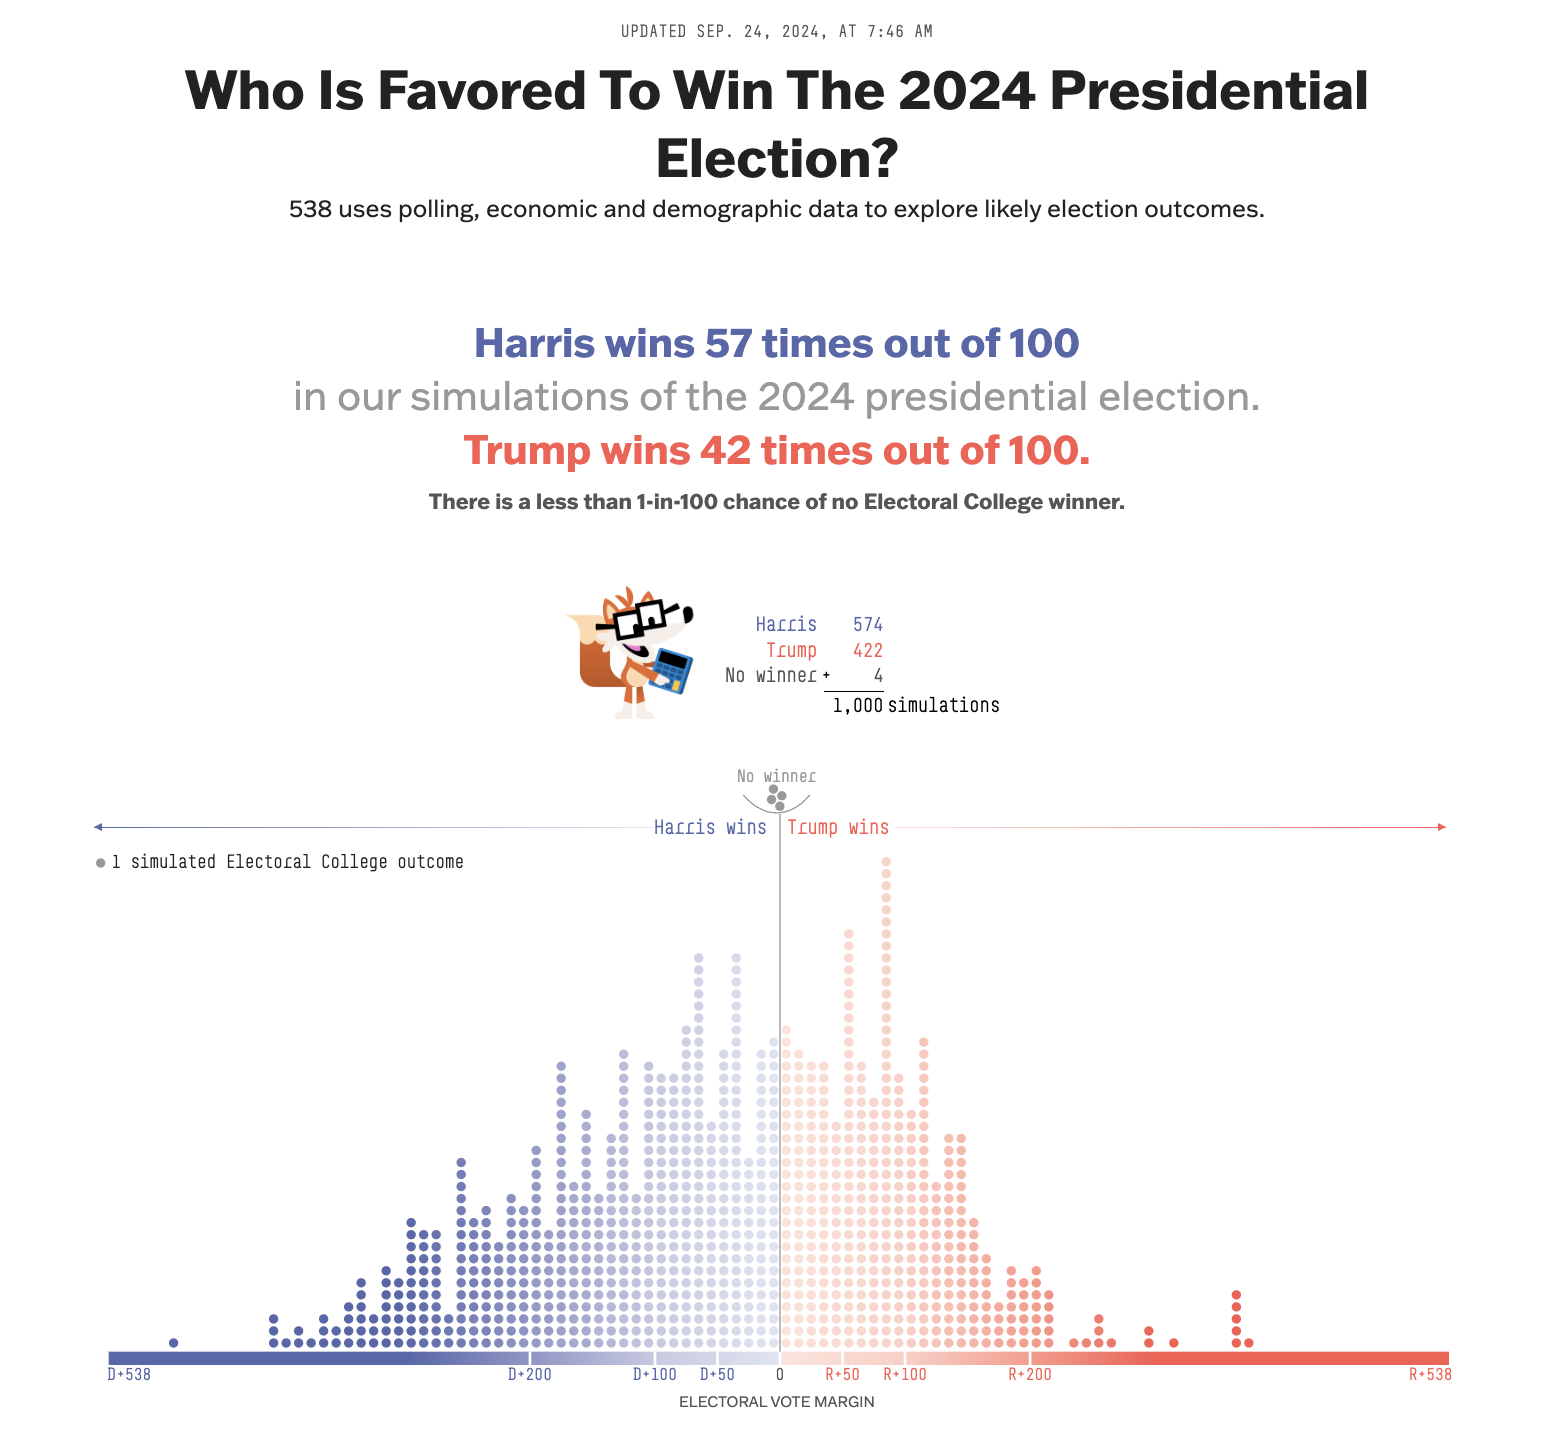 UPDATED SEP. 24, 2024, AT 7:46 AM
Who Is Favored To Win The 2024 Presidential
Election?
538 uses polling, economic and demographic data to explore likely election outcomes.
Harris wins 57 times out of 100
in our simulations of the 2024 presidential election.
Trump wins 42 times out of 100.
There is a less than 1-in-100 chance of no Electoral College winner.
Harris 574
Trump 422
No winner + 4
1,000 simulations
No winner
Harris wins Trump wins
1 simulated Electoral College outcome
D+538 D+200 D+100 D+50 0 R+50 R+100 R+200 R+538
ELECTORAL VOTE MARGIN